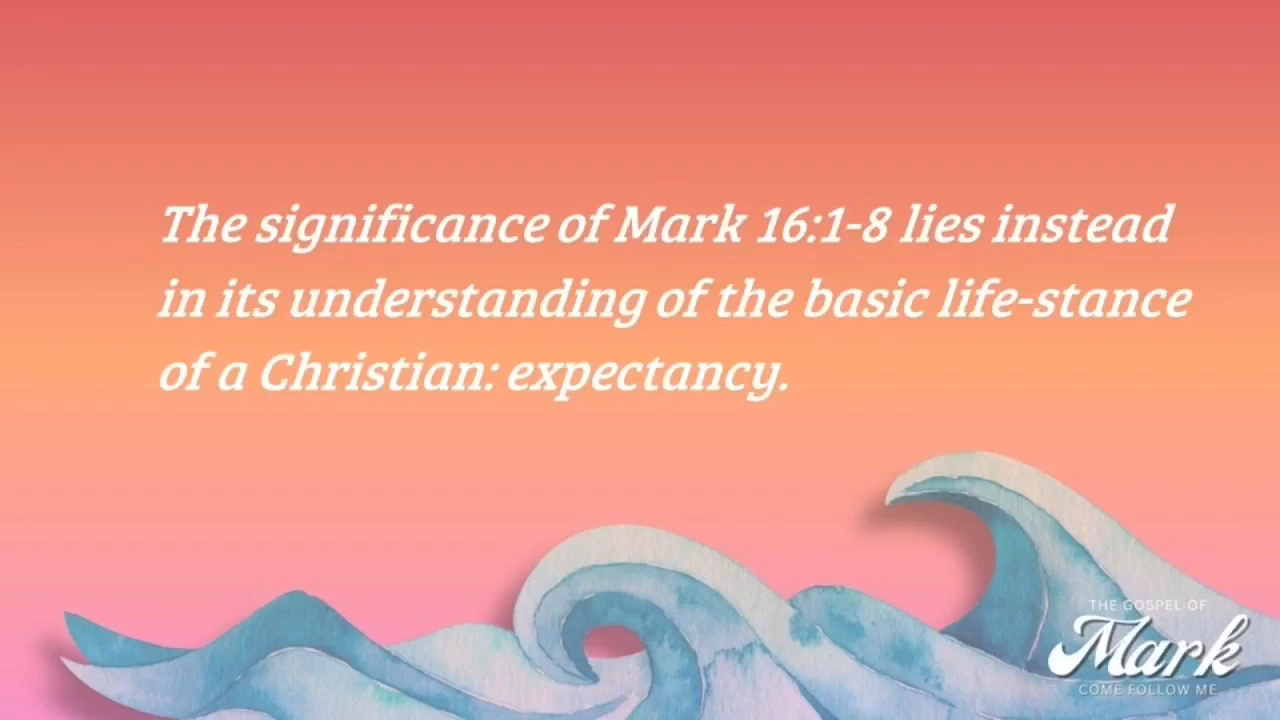 The significance of Mark 16:1-8 lies instead
in its understanding of the basic life-stance
of a Christian: expectancy.
THE GOSPEL OF
Mark
COME FOLLOW ME